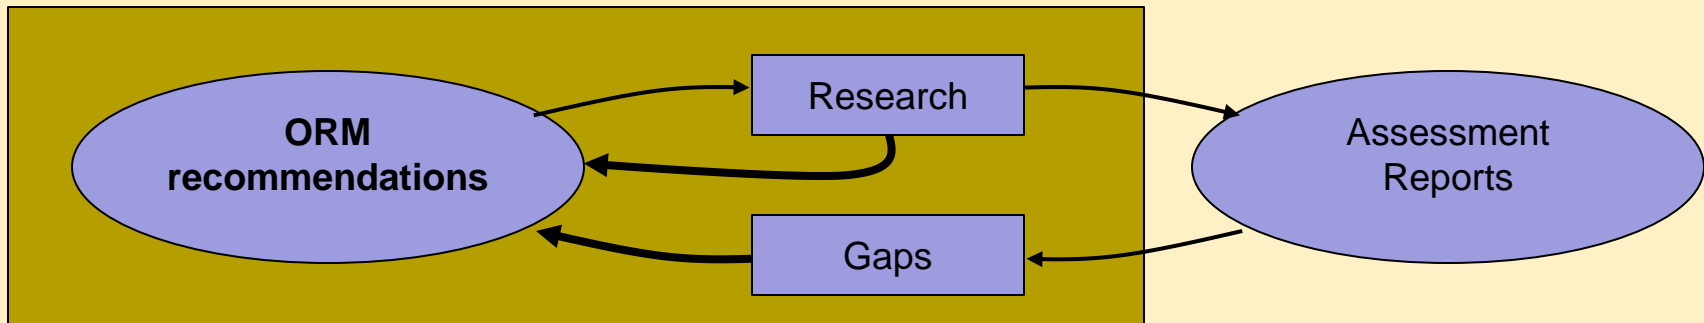 ORM
recommendations
Research
Gaps
Assessment
Reports